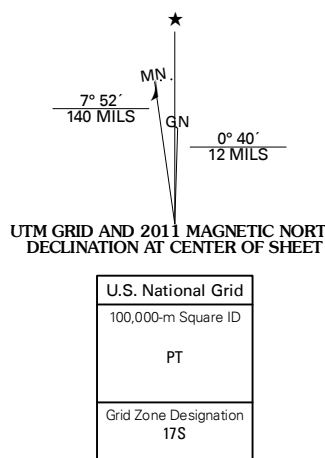 ★
MN
7° 52´
140 MILS
GN
0° 40´
12 MILS
UTM GRID AND 2011 MAGNETIC NORT
DECLINATION AT CENTER OF SHEET
U.S. National Grid
100,000-m Square ID
PT
Grid Zone Designation
17S